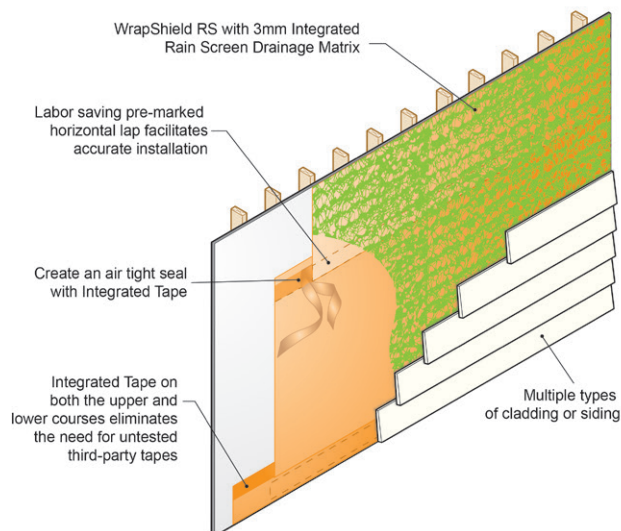 WrapShield RS with 3mm Integrated
Rain Screen Drainage Matrix
Labor saving pre-marked
horizontal lap facilitates
accurate installation
Create an air tight seal
with Integrated Tape
Integrated Tape on
both the upper and
lower courses eliminates
the need for untested
third-party tapes
Multiple types
of cladding or siding